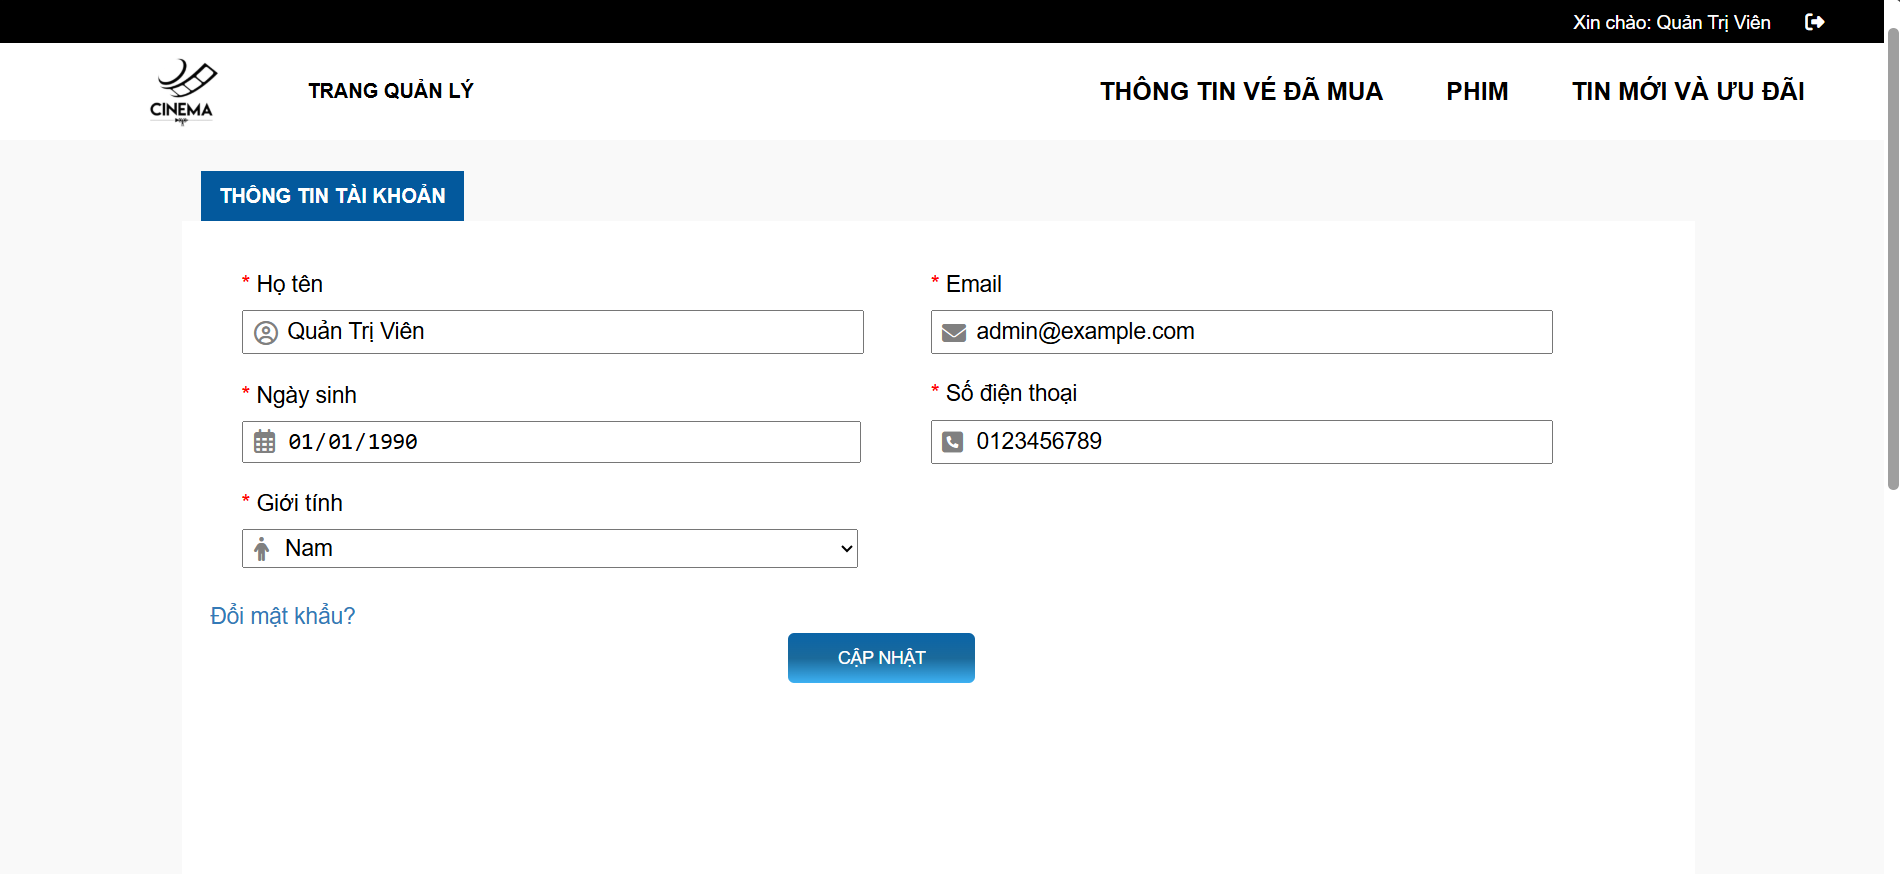 Xin chào: Quản Trị Viên
CINEMA
TRANG QUẢN LÝ
THÔNG TIN VÉ ĐÃ MUA
PHIM
TIN MỚI VÀ ƯU ĐÃI
THÔNG TIN TÀI KHOẢN
* Họ tên
Quản Trị Viên
* Email
admin@example.com
* Ngày sinh
01/01/1990
* Số điện thoại
0123456789
* Giới tính
Nam
Đổi mật khẩu?
CẬP NHẬT